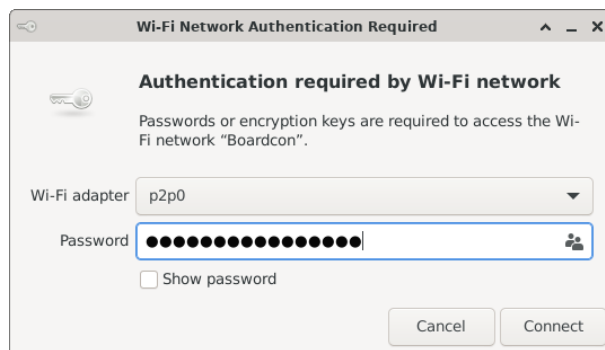 Wi-Fi Network Authentication Required
Authentication required by Wi-Fi network
Passwords or encryption keys are required to access the Wi-
Fi network “Boardcon”.
Wi-Fi adapter p2p0
Password ●●●●●●●●●●●●●●●●
Show password
Cancel Connect